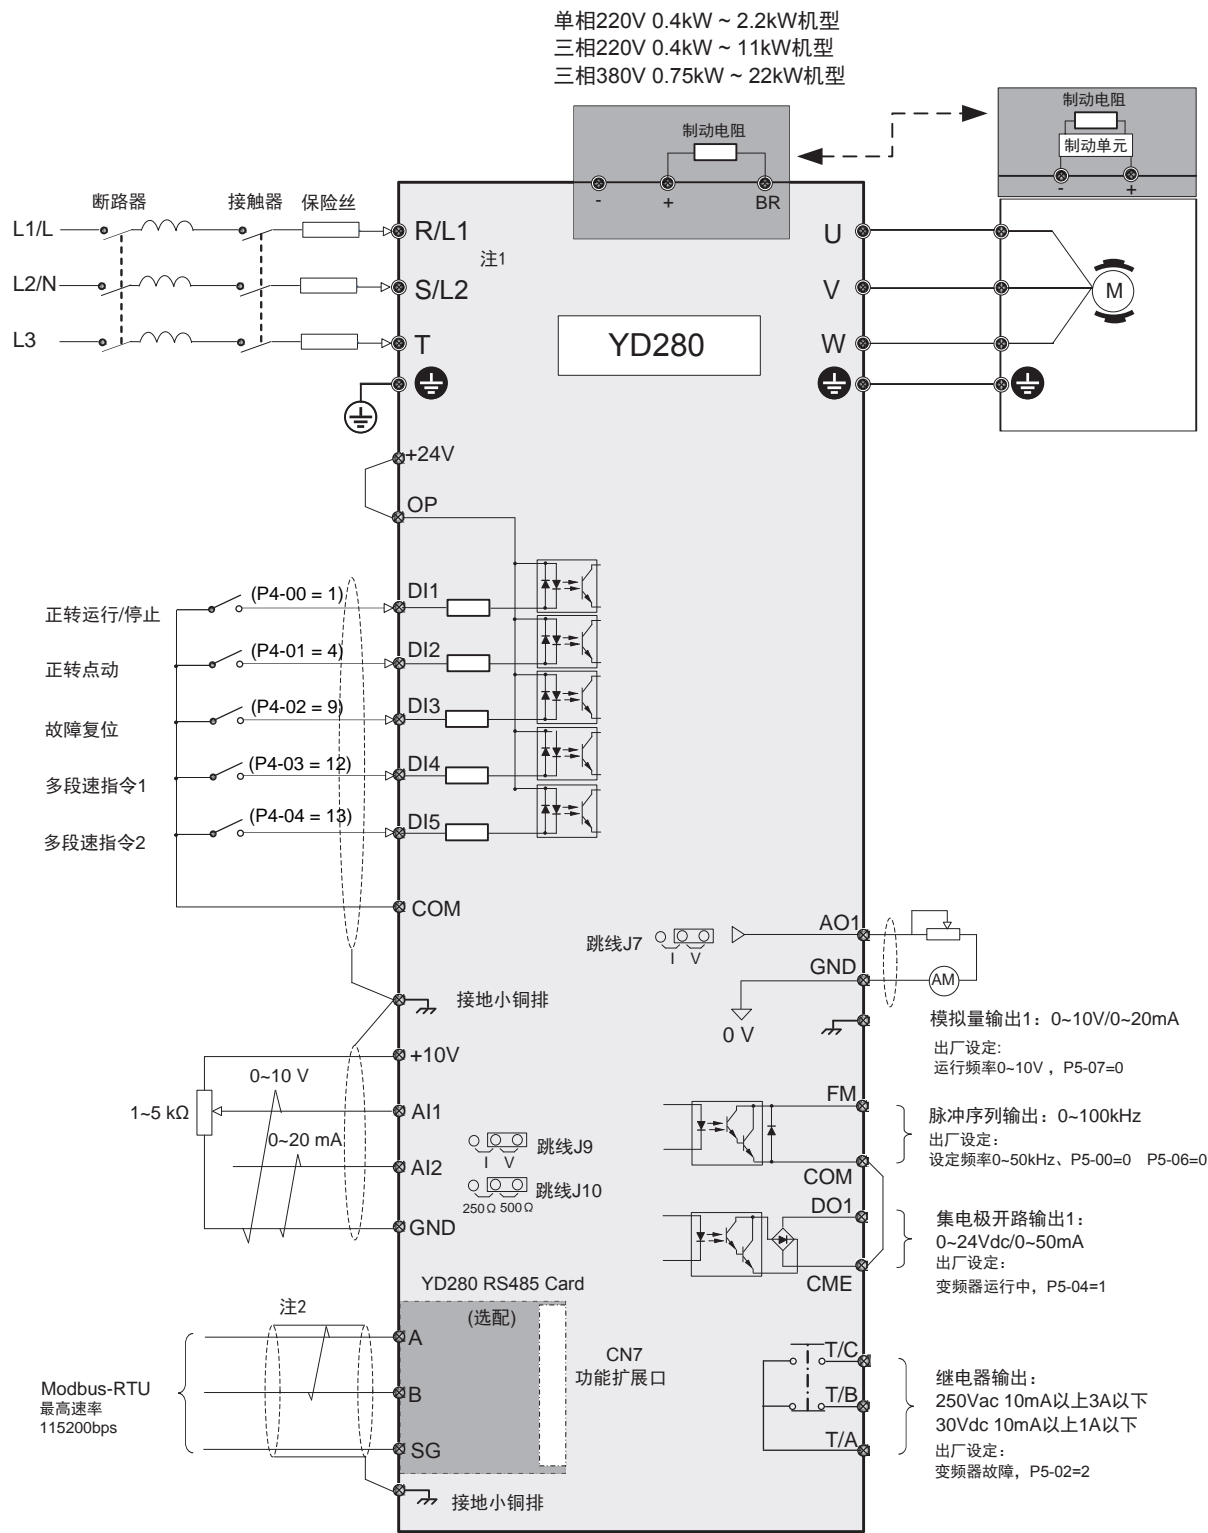 单相220V 0.4kW ~ 2.2kW机型
三相220V 0.4kW ~ 11kW机型
三相380V 0.75kW ~ 22kW机型
制动电阻
- + BR
制动电阻
制动单元
- +
断路器 接触器 保险丝
L1/L
R/L1
注1
U
L2/N
S/L2
V
M
L3
T
YD280
W
+24V
OP
正转运行/停止 (P4-00 = 1) DI1
正转点动 (P4-01 = 4) DI2
故障复位 (P4-02 = 9) DI3
多段速指令1 (P4-03 = 12) DI4
多段速指令2 (P4-04 = 13) DI5
COM
跳线J7
I V
AO1
GND
AM
0 V
接地小铜排
模拟量输出1：0~10V/0~20mA
出厂设定:
运行频率0~10V ，P5-07=0
+10V
0~10 V
1~5 kΩ
AI1
0~20 mA
AI2
GND
跳线J9
I V
跳线J10
250Ω 500Ω
FM
COM
脉冲序列输出：0~100kHz
出厂设定：
设定频率0~50kHz、P5-00=0 P5-06=0
DO1
CME
集电极开路输出1：
0~24Vdc/0~50mA
出厂设定：
变频器运行中，P5-04=1
YD280 RS485 Card
(选配)
注2
A
B
SG
CN7
功能扩展口
Modbus-RTU
最高速率
115200bps
接地小铜排
T/C
T/B
T/A
继电器输出：
250Vac 10mA以上3A以下
30Vdc 10mA以上1A以下
出厂设定：
变频器故障，P5-02=2